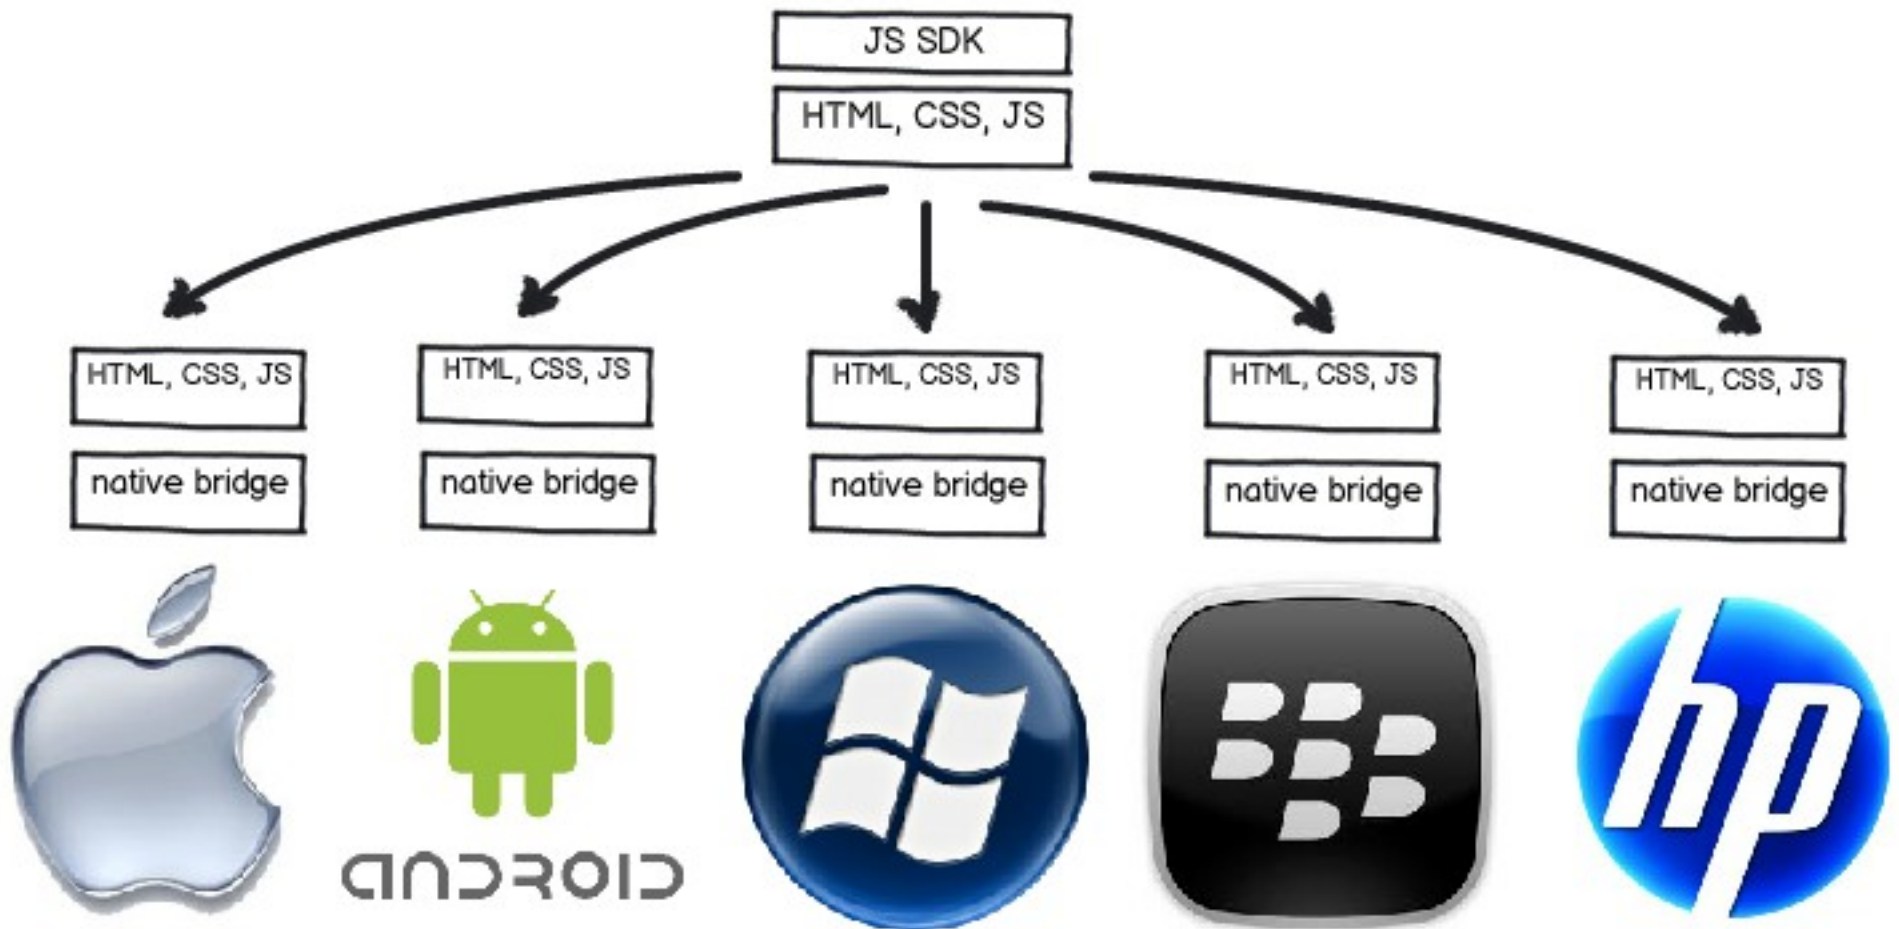 JS SDK
HTML, CSS, JS
HTML, CSS, JS
HTML, CSS, JS
HTML, CSS, JS
HTML, CSS, JS
HTML, CSS, JS
native bridge
native bridge
native bridge
native bridge
native bridge
ANDROID
hp